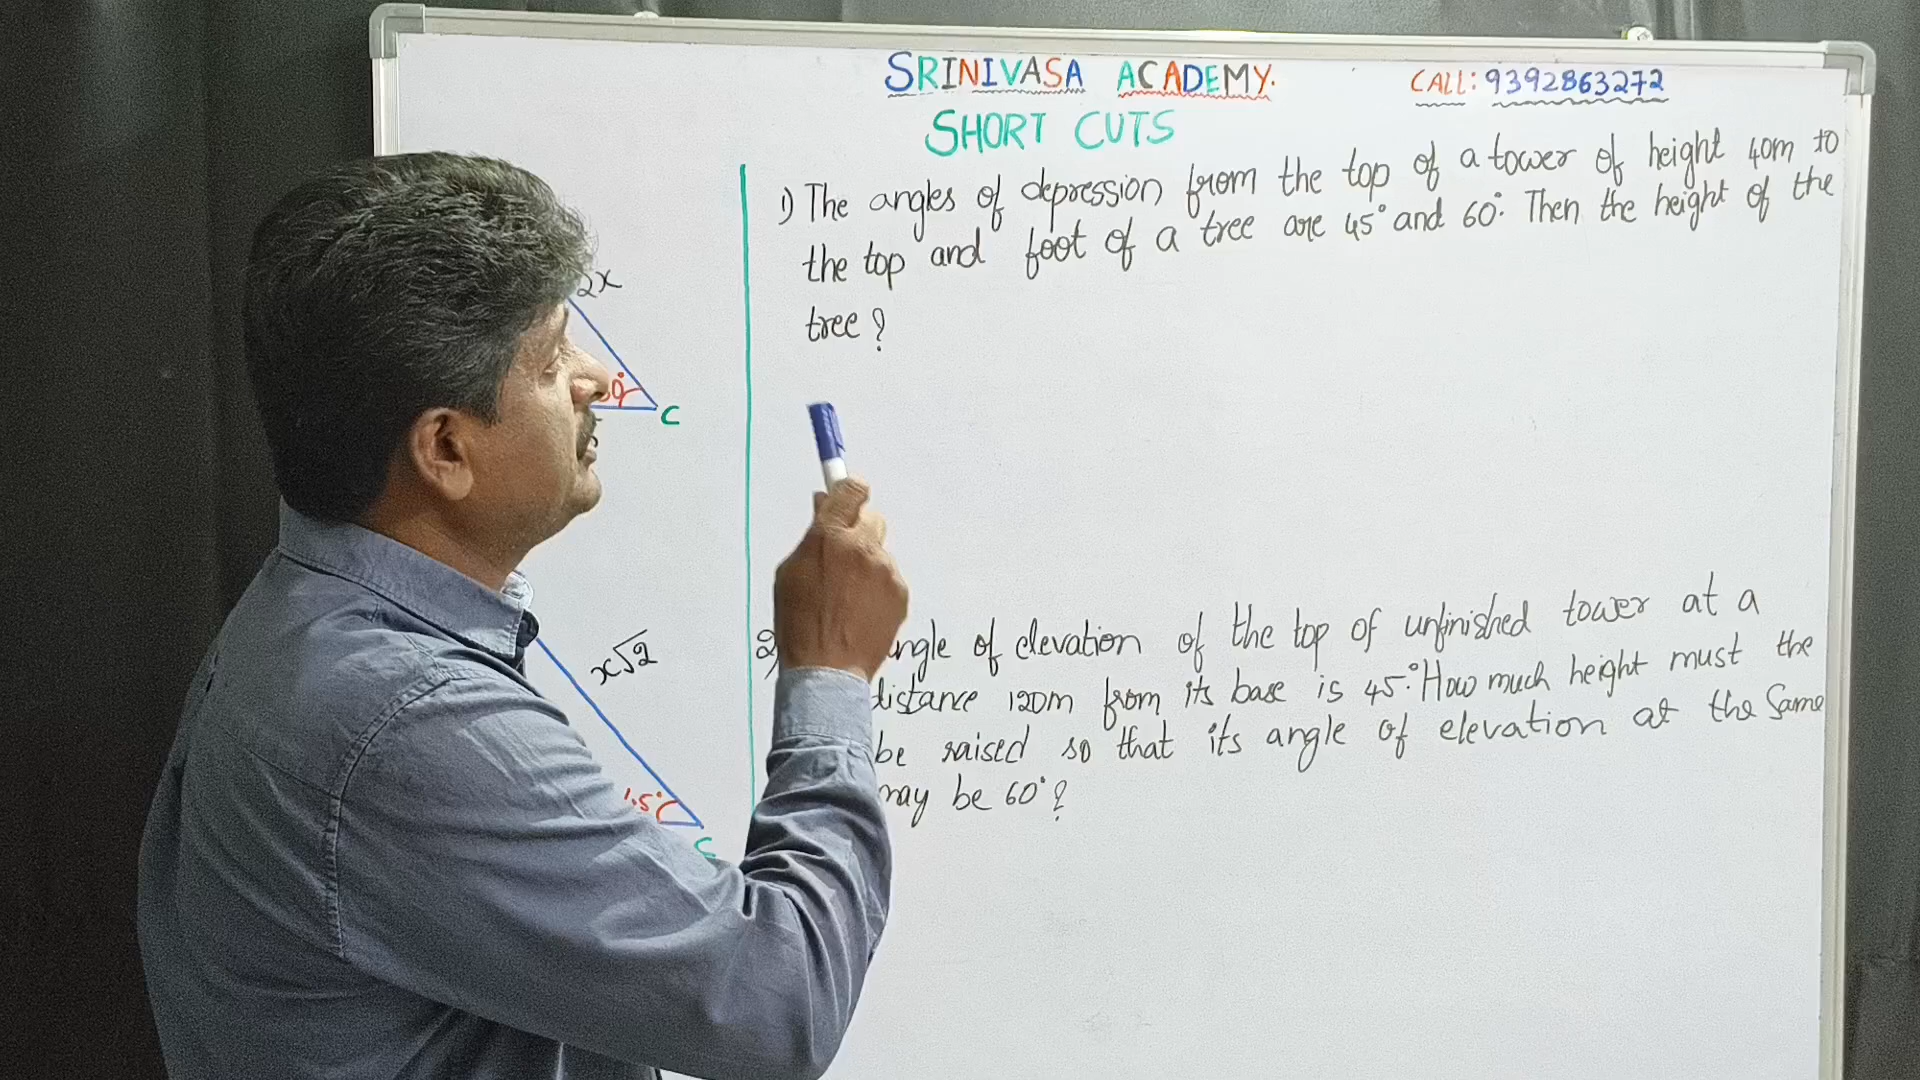 SRINIVASA ACADEMY.
CALL: 9392863272
SHORT CUTS
1) The angles of depression from the top of a tower of height 40m to
the top and foot of a tree are 45° and 60°. Then the height of the
tree?
2x
C
2) ngle of elevation of the top of unfinished tower at a
distance 120m from its base is 45°. How much height must the
be raised so that its angle of elevation at the same
may be 60°?
x√2
C